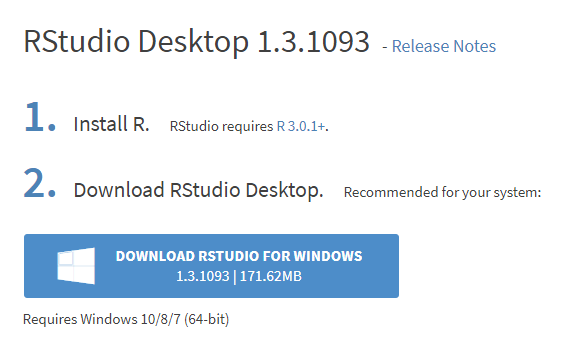 RStudio Desktop 1.3.1093 - Release Notes
1. Install R. RStudio requires R 3.0.1+.
2. Download RStudio Desktop. Recommended for your system:
DOWNLOAD RSTUDIO FOR WINDOWS
1.3.1093 | 171.62MB
Requires Windows 10/8/7 (64-bit)